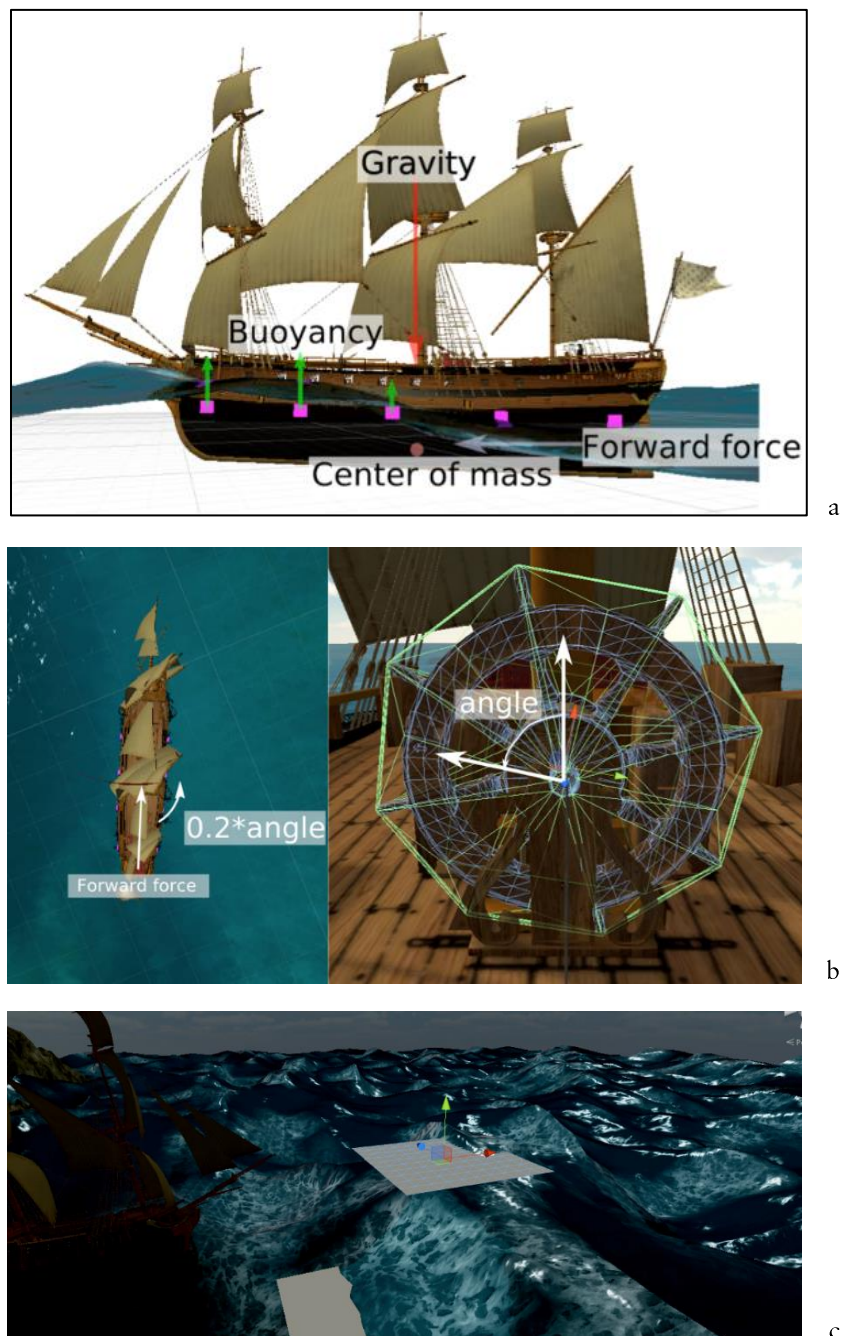 Gravity
Buoyancy
Forward force
Center of mass
a
angle
0.2*angle
Forward force
b
c